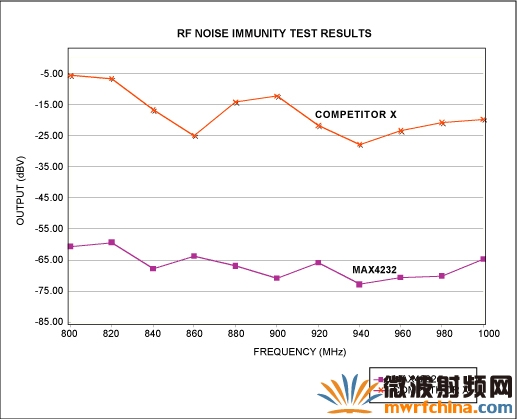 RF NOISE IMMUNITY TEST RESULTS
-5.00
-15.00
COMPETITOR X
-25.00
-35.00
-45.00
-55.00
-65.00
MAX4232
-75.00
-85.00
OUTPUT (dBV)
800 820 840 860 880 900 920 940 960 980 1000
FREQUENCY (MHz)
微波射频网
mwrfchina.com